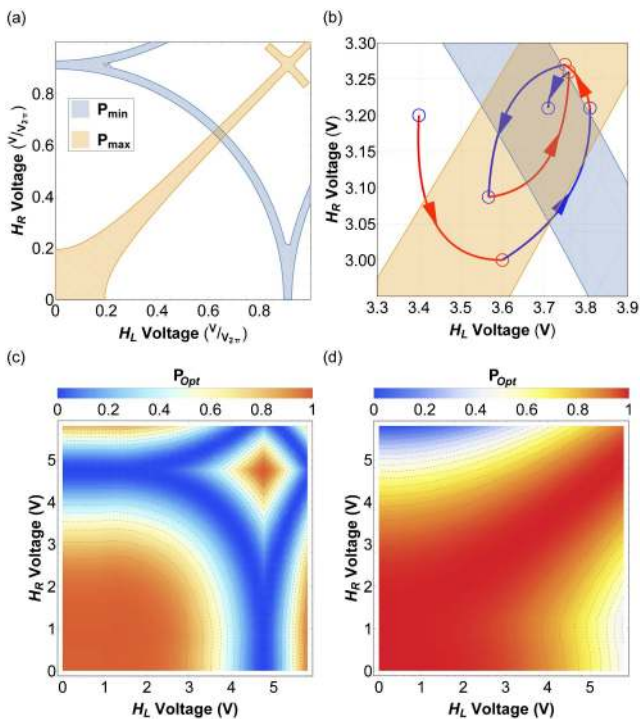 (a)
(b)
0.8
0.6
0.4
0.2
0
H_R Voltage (V/V_2π)
P_min
P_max
0 0.2 0.4 0.6 0.8
H_L Voltage (V/V_2π)
3.30
3.25
3.20
3.15
3.10
3.05
3.00
H_R Voltage (V)
3.3 3.4 3.5 3.6 3.7 3.8 3.9
H_L Voltage (V)
(c)
(d)
P_Opt
0 0.2 0.4 0.6 0.8 1
5
4
3
2
1
0
H_R Voltage (V)
0 1 2 3 4 5
H_L Voltage (V)
P_Opt
0 0.2 0.4 0.6 0.8 1
5
4
3
2
1
0
H_R Voltage (V)
0 1 2 3 4 5
H_L Voltage (V)